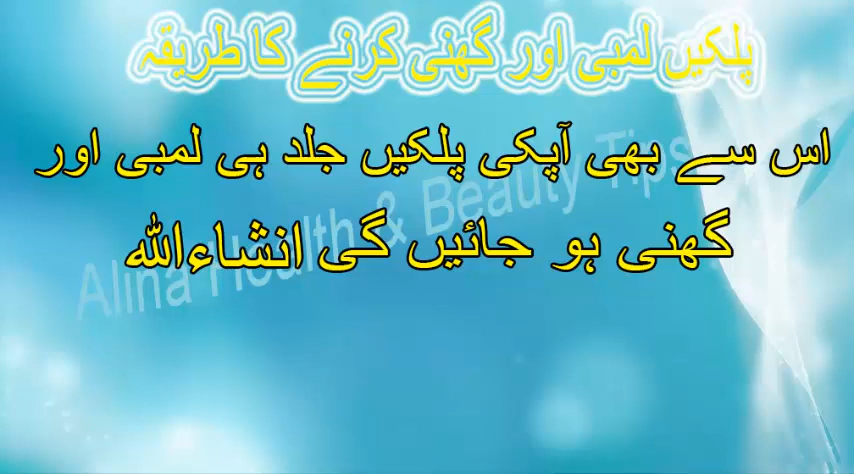 پلکیں لمبی اور گھنی کرنے کا طریقہ
اس سے بھی آپکی پلکیں جلد ہی لمبی اور
گھنی ہو جائیں گی انشاءاللہ
Alina Health & Beauty Tips